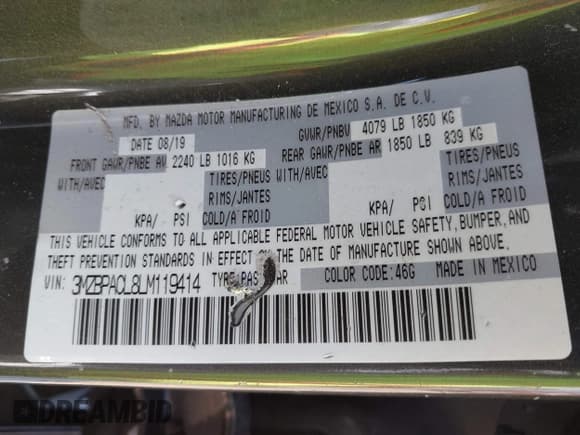 MFD. BY MAZDA MOTOR MANUFACTURING DE MEXICO S.A. DE C.V.
DATE 08/19 GVWR/PNBV 4079 LB 1850 KG
FRONT GAWR/PNBE AV 2240 LB 1016 KG REAR GAWR/PNBE AR 1850 LB 839 KG
WITH/AVEC TIRES/PNEUS WITH/AVEC TIRES/PNEUS
RIMS/JANTES RIMS/JANTES
KPA/ PSI COLD/A FROID KPA/ PSI COLD/A FROID
THIS VEHICLE CONFORMS TO ALL APPLICABLE FEDERAL MOTOR VEHICLE SAFETY, BUMPER, AND
THEFT PREVENTION STANDARDS IN EFFECT THE DATE OF MANUFACTURE SHOWN ABOVE.
VIN: 3MZBPACL8LM119414 COLOR CODE:46G MADE IN MEXICO
DREAMBID